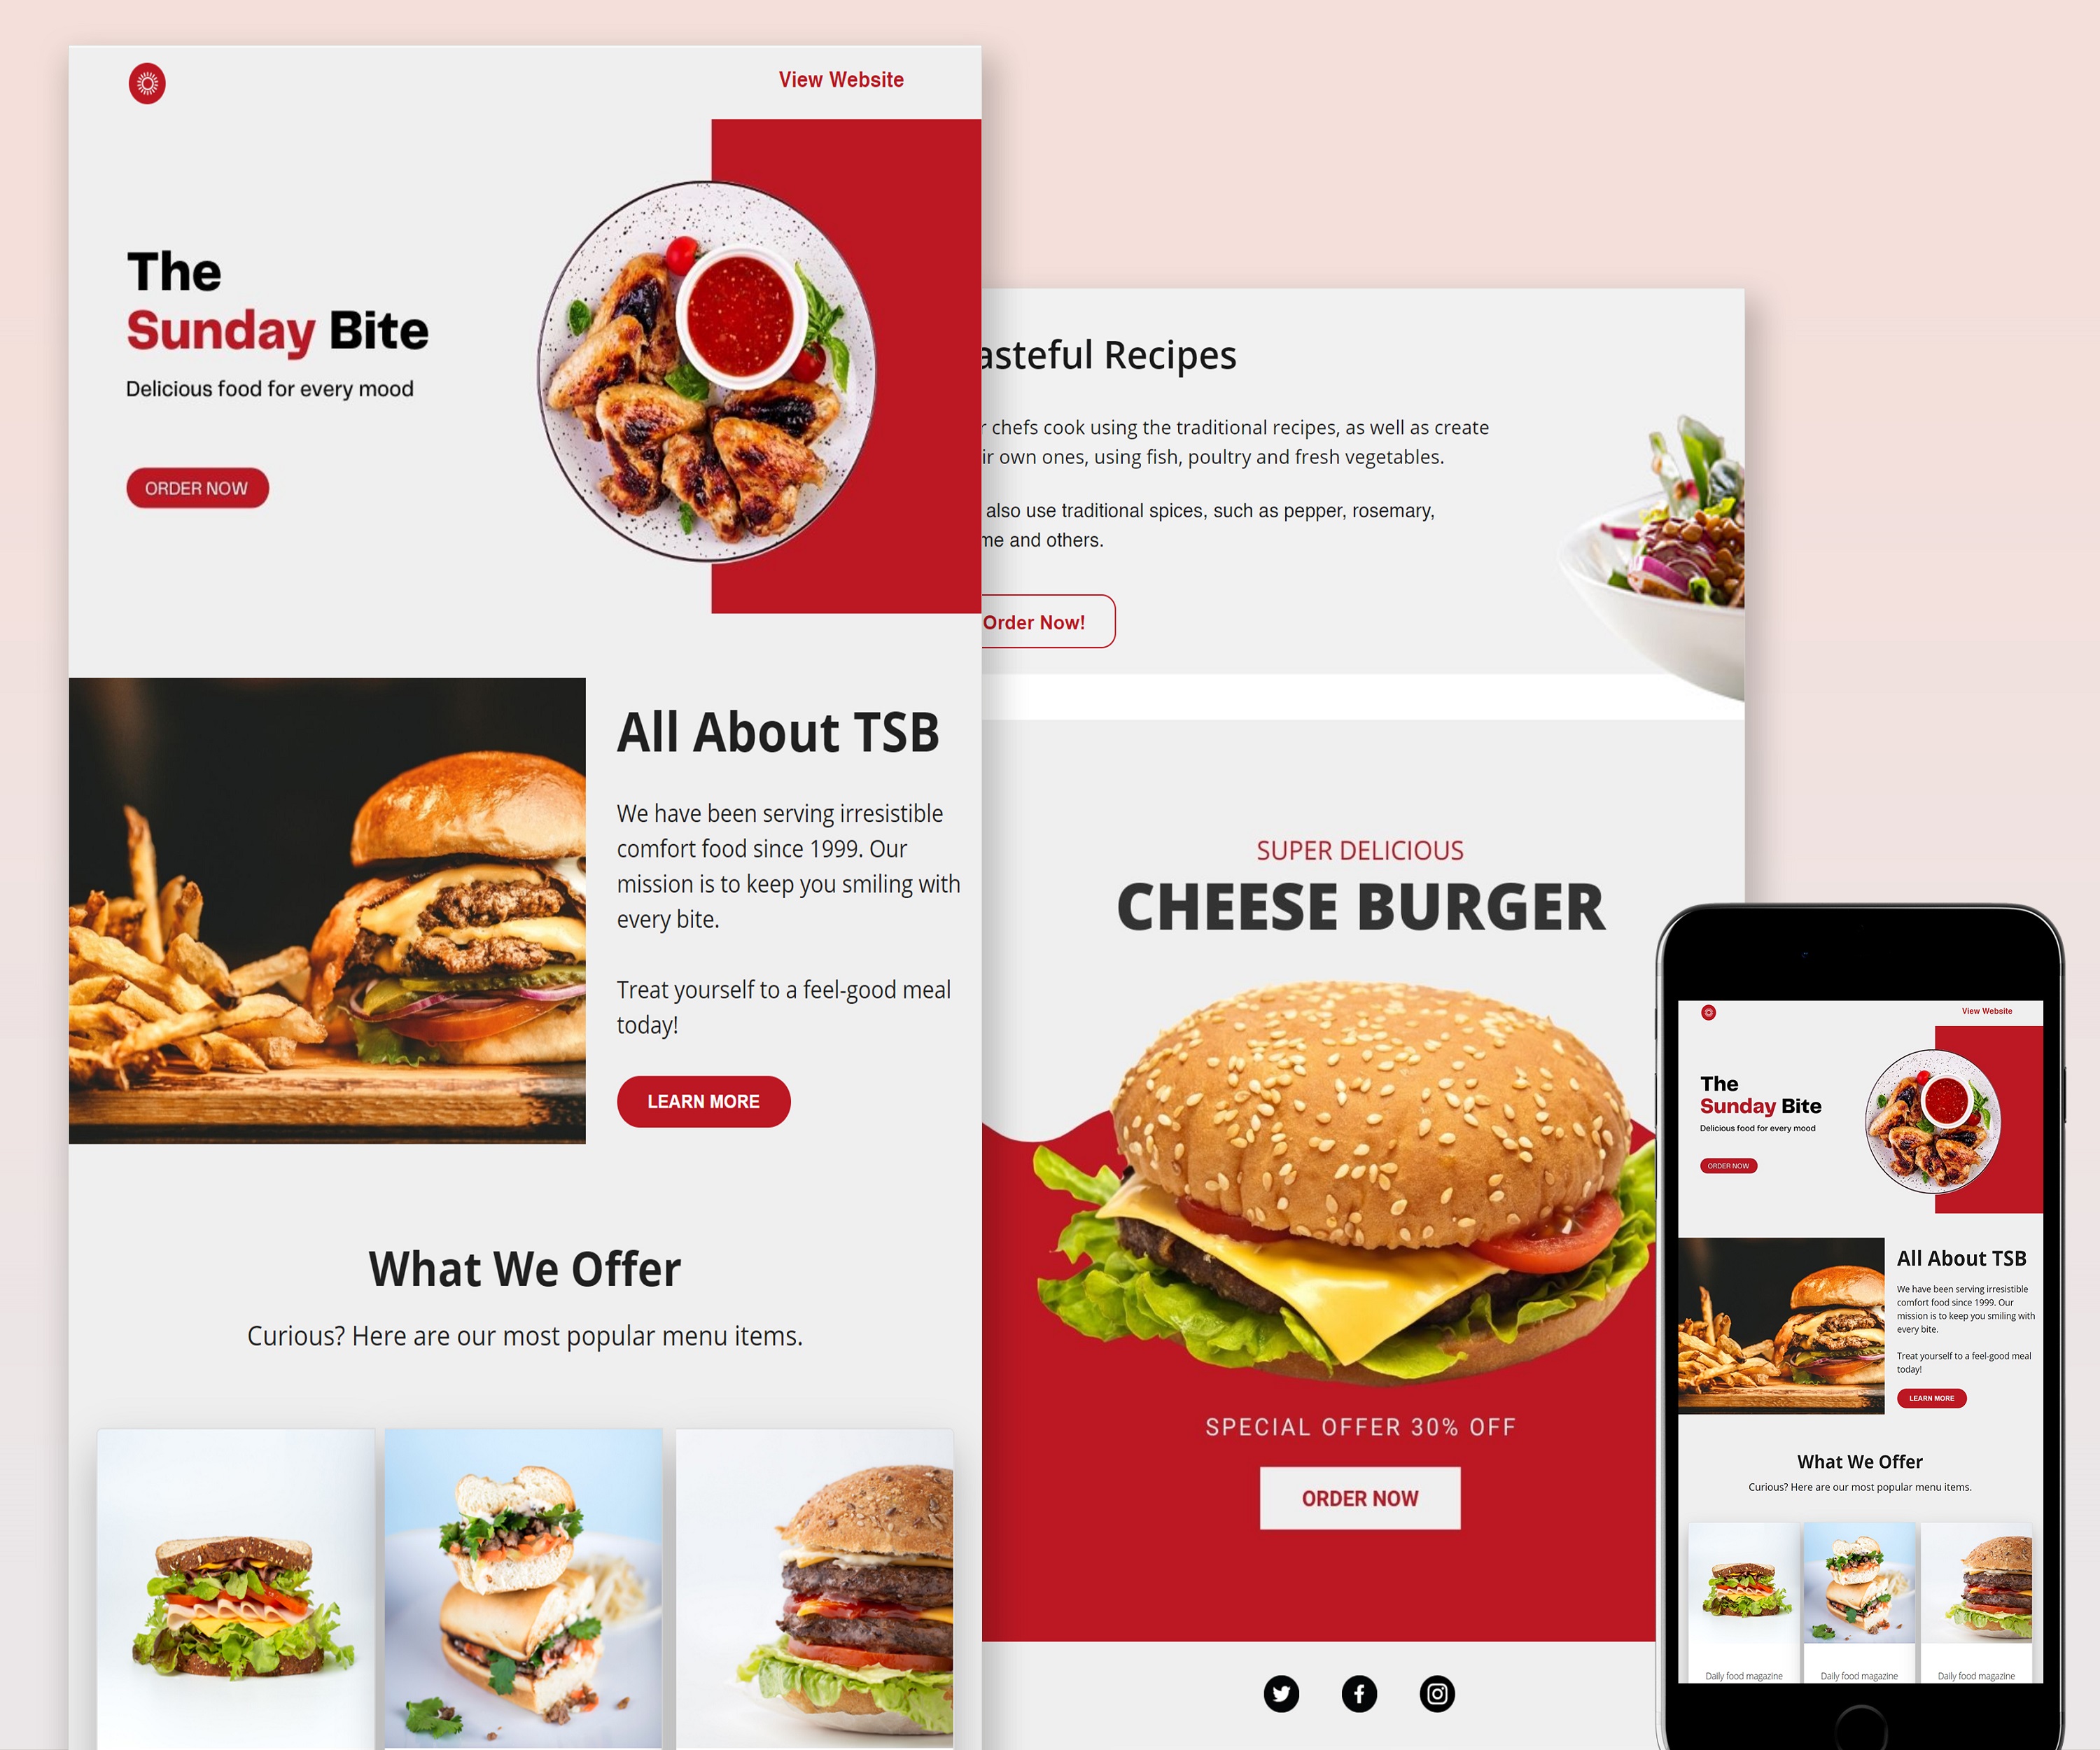 View Website
The
Sunday Bite
Delicious food for every mood
ORDER NOW
All About TSB
We have been serving irresistible
comfort food since 1999. Our
mission is to keep you smiling with
every bite.
Treat yourself to a feel-good meal
today!
LEARN MORE
What We Offer
Curious? Here are our most popular menu items.
asteful Recipes
r chefs cook using the traditional recipes, as well as create
ir own ones, using fish, poultry and fresh vegetables.
also use traditional spices, such as pepper, rosemary,
me and others.
Order Now!
SUPER DELICIOUS
CHEESE BURGER
SPECIAL OFFER 30% OFF
ORDER NOW
View Website
The
Sunday Bite
Delicious food for every mood
ORDER NOW
All About TSB
We have been serving irresistible
comfort food since 1999. Our
mission is to keep you smiling with
every bite.
Treat yourself to a feel-good meal
today!
LEARN MORE
What We Offer
Curious? Here are our most popular menu items.
Daily food magazine
Daily food magazine
Daily food magazine